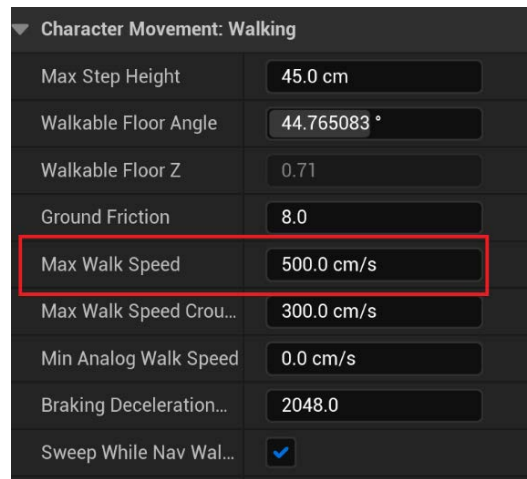 Character Movement: Walking
Max Step Height 45.0 cm
Walkable Floor Angle 44.765083 °
Walkable Floor Z 0.71
Ground Friction 8.0
Max Walk Speed 500.0 cm/s
Max Walk Speed Crou... 300.0 cm/s
Min Analog Walk Speed 0.0 cm/s
Braking Deceleration... 2048.0
Sweep While Nav Wal...